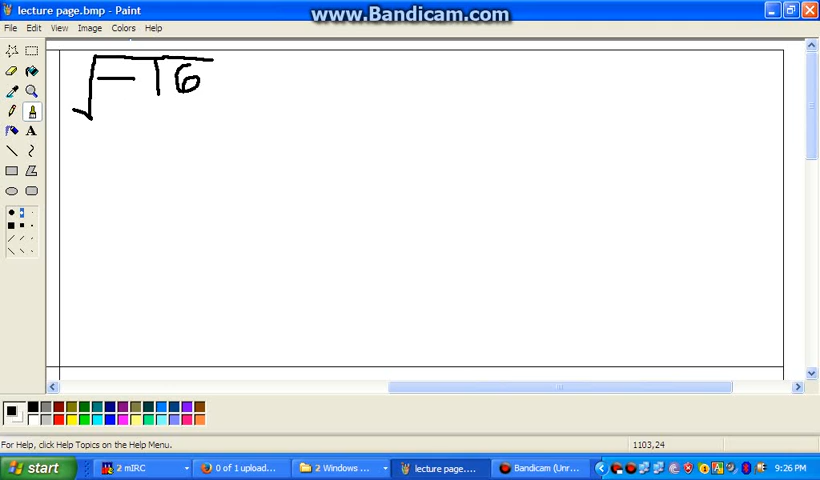 lecture page.bmp - Paint
www.Bandicam.com
File Edit View Image Colors Help
√-16
A
For Help, click Help Topics on the Help Menu.
1103,24
start
2 mIRC
0 of 1 upload...
2 Windows ...
lecture page....
Bandicam (Unr...
9:26 PM